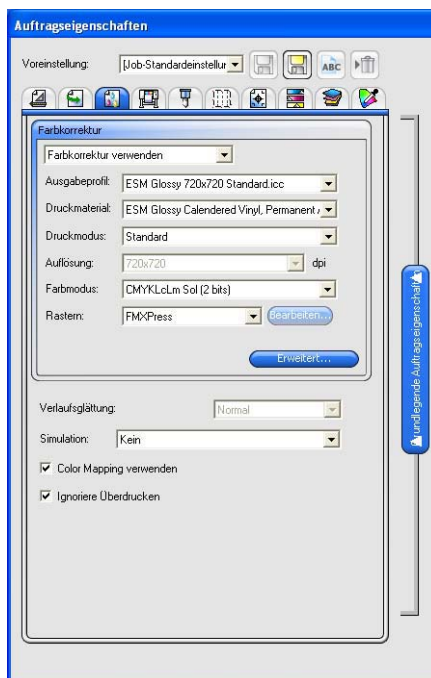 Auftragseigenschaften
Voreinstellung: [Job-Standardeinstellur
ABC
Farbkorrektur
Farbkorrektur verwenden
Ausgabeprofil: ESM Glossy 720x720 Standard.icc
Druckmaterial: ESM Glossy Calendered Vinyl, Permanent
Druckmodus: Standard
Auflösung: 720x720 dpi
Farbmodus: CMYKLcLm Sol (2 bits)
Rastern: FMXPress Bearbeiten...
Erweitert...
Verlaufsglättung: Normal
Simulation: Kein
Color Mapping verwenden
Ignoriere Überdrucken
Grundlegende Auftragseigenschaften